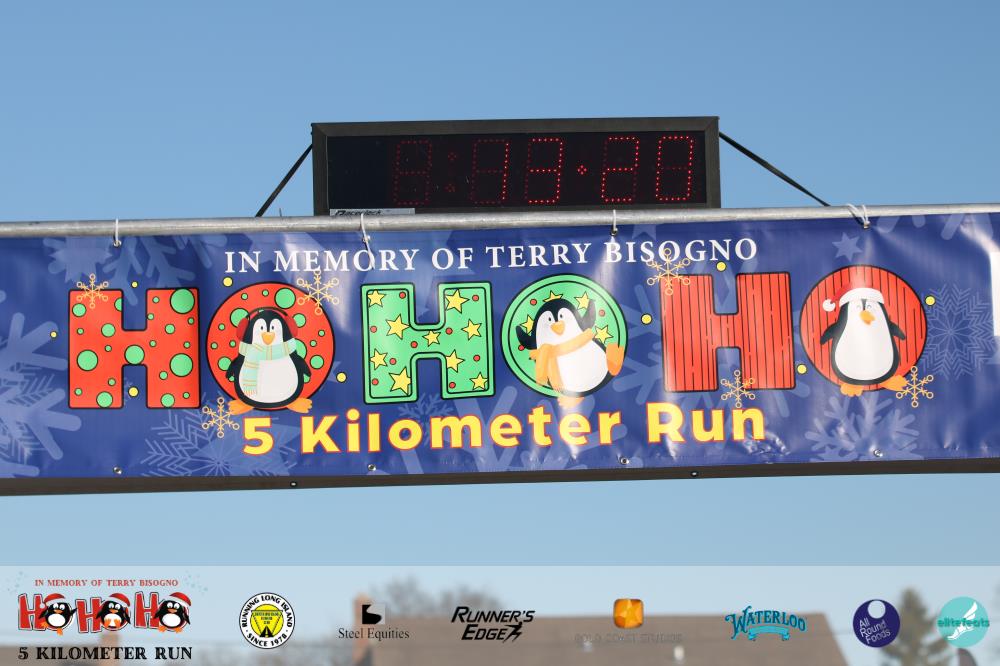 13:20
IN MEMORY OF TERRY BISOGNO
HO HO HO
5 Kilometer Run
IN MEMORY OF TERRY BISOGNO
HO HO HO
5 KILOMETER RUN
RUNNING LONG ISLAND
SINCE 1978
Steel Equities
RUNNER'S
EDGE
GOLD COAST STUDIOS
WATERLOO
All
Round
Foods
elitefeats